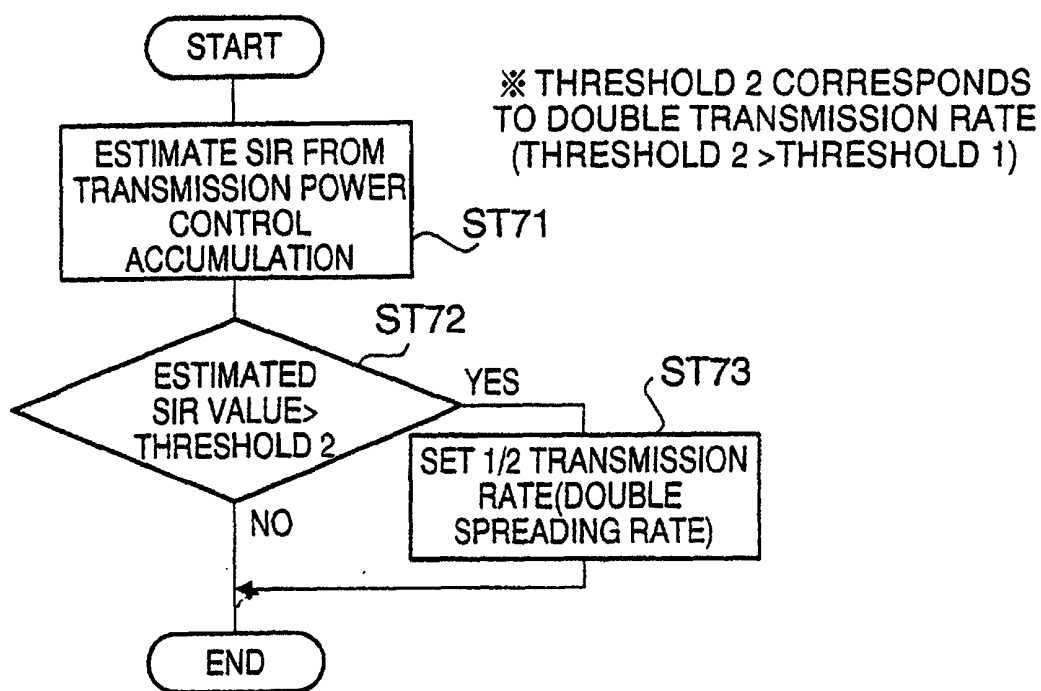 START
※ THRESHOLD 2 CORRESPONDS
TO DOUBLE TRANSMISSION RATE
(THRESHOLD 2 >THRESHOLD 1)
ESTIMATE SIR FROM
TRANSMISSION POWER
CONTROL
ACCUMULATION
ST71
ST72
ESTIMATED
SIR VALUE>
THRESHOLD 2
YES
ST73
SET 1/2 TRANSMISSION
RATE(DOUBLE
SPREADING RATE)
NO
END